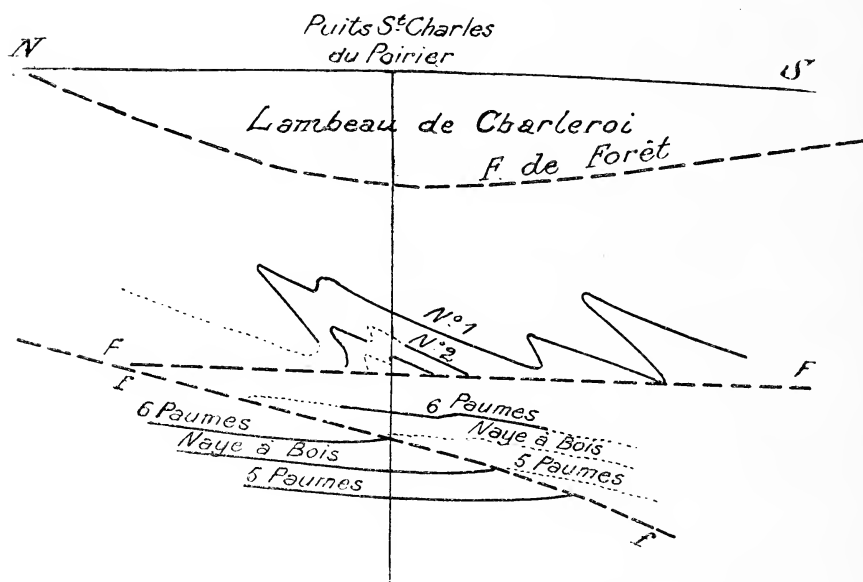 Puits St. Charles
du Poirier
N
S
Lambeau de Charleroi
F. de Forêt
N.o 1
N.o 2
F
F
f
6 Paumes
6 Paumes
Naye à Bois
Naye à Bois
5 Paumes
5 Paumes
f